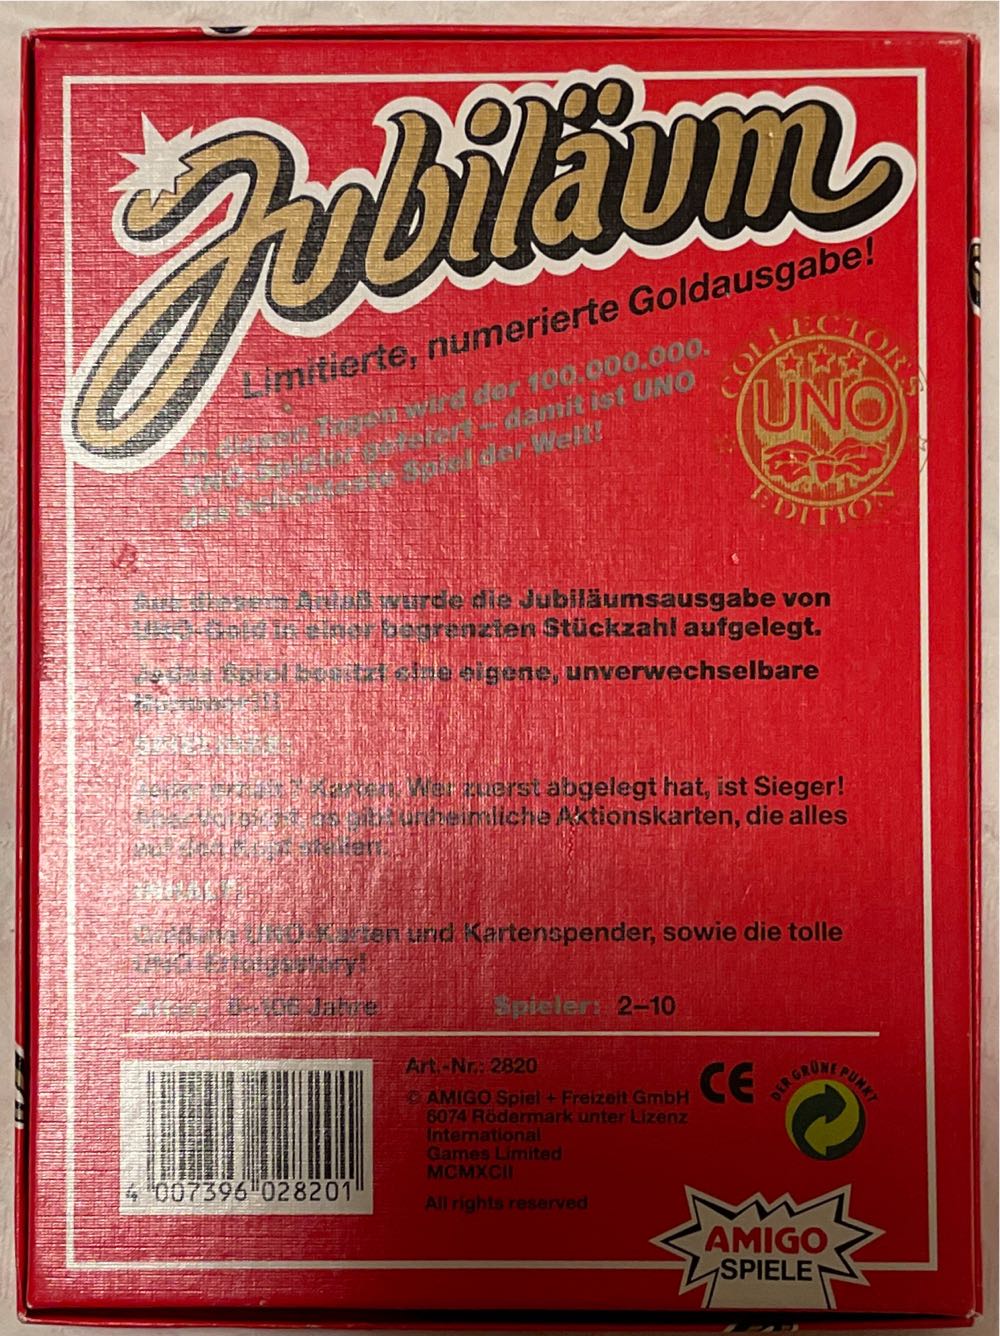 Jubiläum
Limitierte, numerierte Goldausgabe!
In diesen Tagen wird der 100.000.000.
UNO-Spieler gefeiert – damit ist UNO
das beliebteste Spiel der Welt!
COLLECTOR'S
UNO
EDITION
Aus diesem Anlaß wurde die Jubiläumsausgabe von
UNO-Gold in einer begrenzten Stückzahl aufgelegt.
Jedes Spiel besitzt eine eigene, unverwechselbare
Nummer!!!
SPIELIDEE:
Jeder erhält 7 Karten. Wer zuerst abgelegt hat, ist Sieger!
Aber Vorsicht, es gibt unheimliche Aktionskarten, die alles
auf den Kopf stellen.
INHALT:
Goldene UNO-Karten und Kartenspender, sowie die tolle
UNO-Erfolgsstory!
Alter: 6–106 Jahre
Spieler: 2–10
Art.-Nr.: 2820
© AMIGO Spiel + Freizeit GmbH
6074 Rödermark unter Lizenz
International
Games Limited
MCMXCII
All rights reserved
CE
DER GRÜNE PUNKT
4 007396 028201
AMIGO
SPIELE